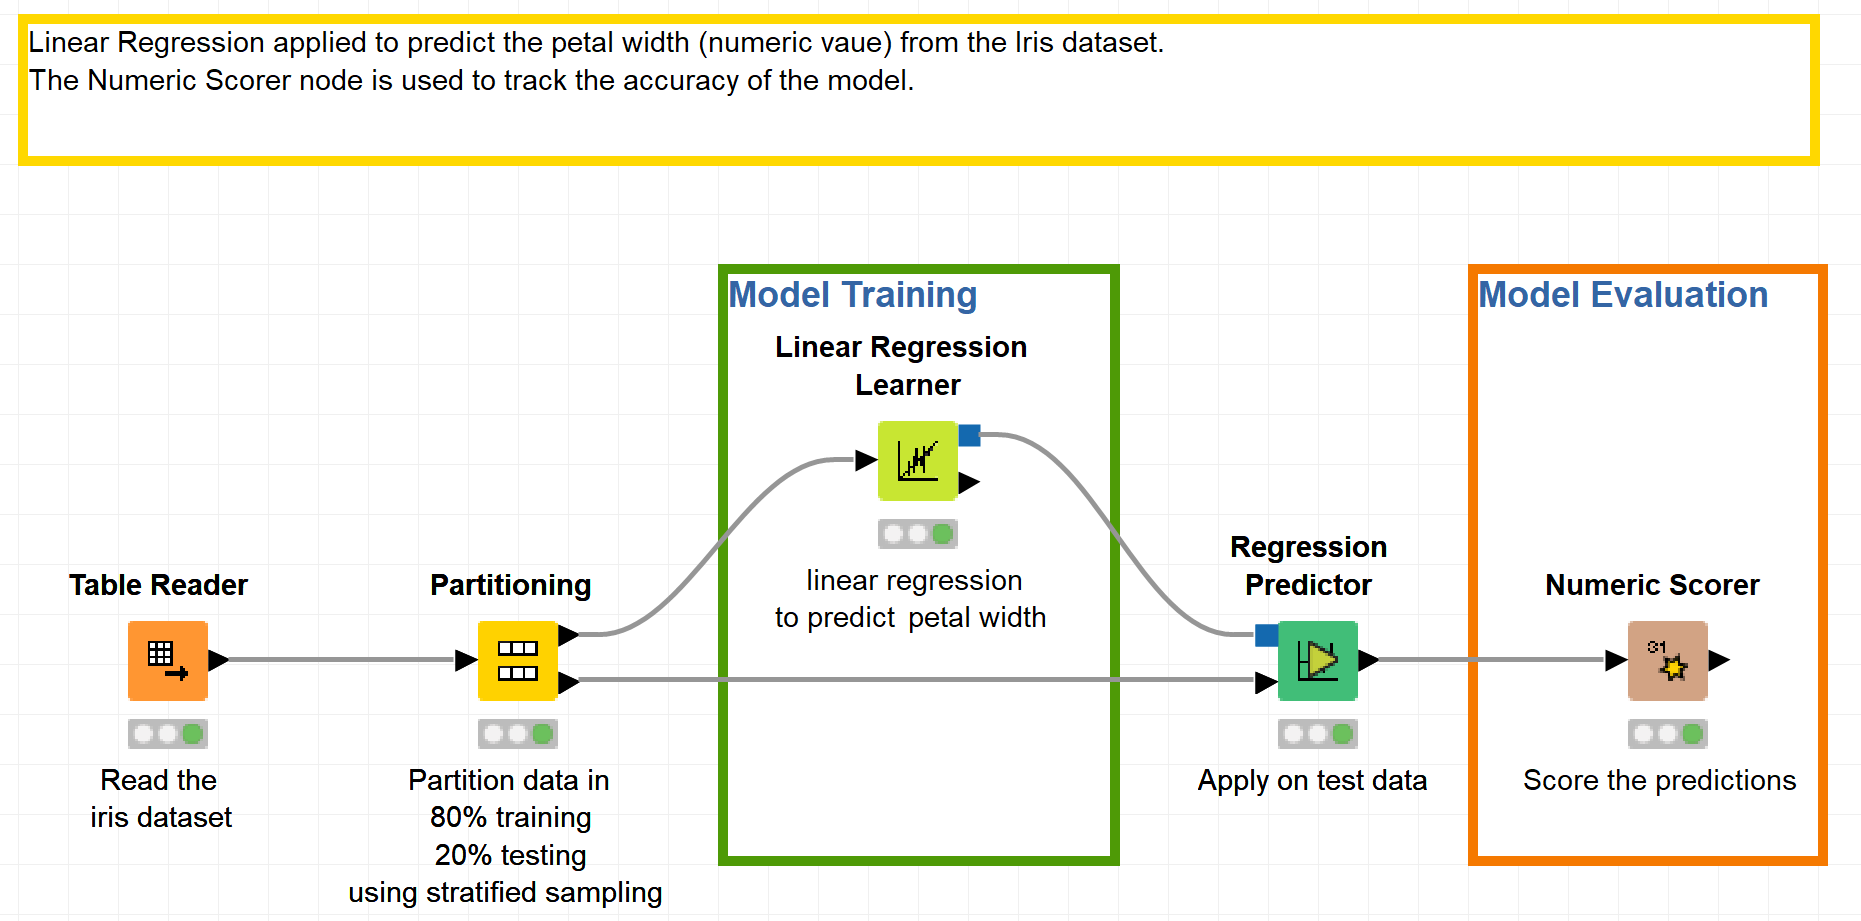 Linear Regression applied to predict the petal width (numeric vaue) from the Iris dataset.
The Numeric Scorer node is used to track the accuracy of the model.
Model Training
Linear Regression
Learner
linear regression
to predict petal width
Model Evaluation
Table Reader
Read the
iris dataset
Partitioning
Partition data in
80% training
20% testing
using stratified sampling
Regression
Predictor
Apply on test data
Numeric Scorer
Score the predictions